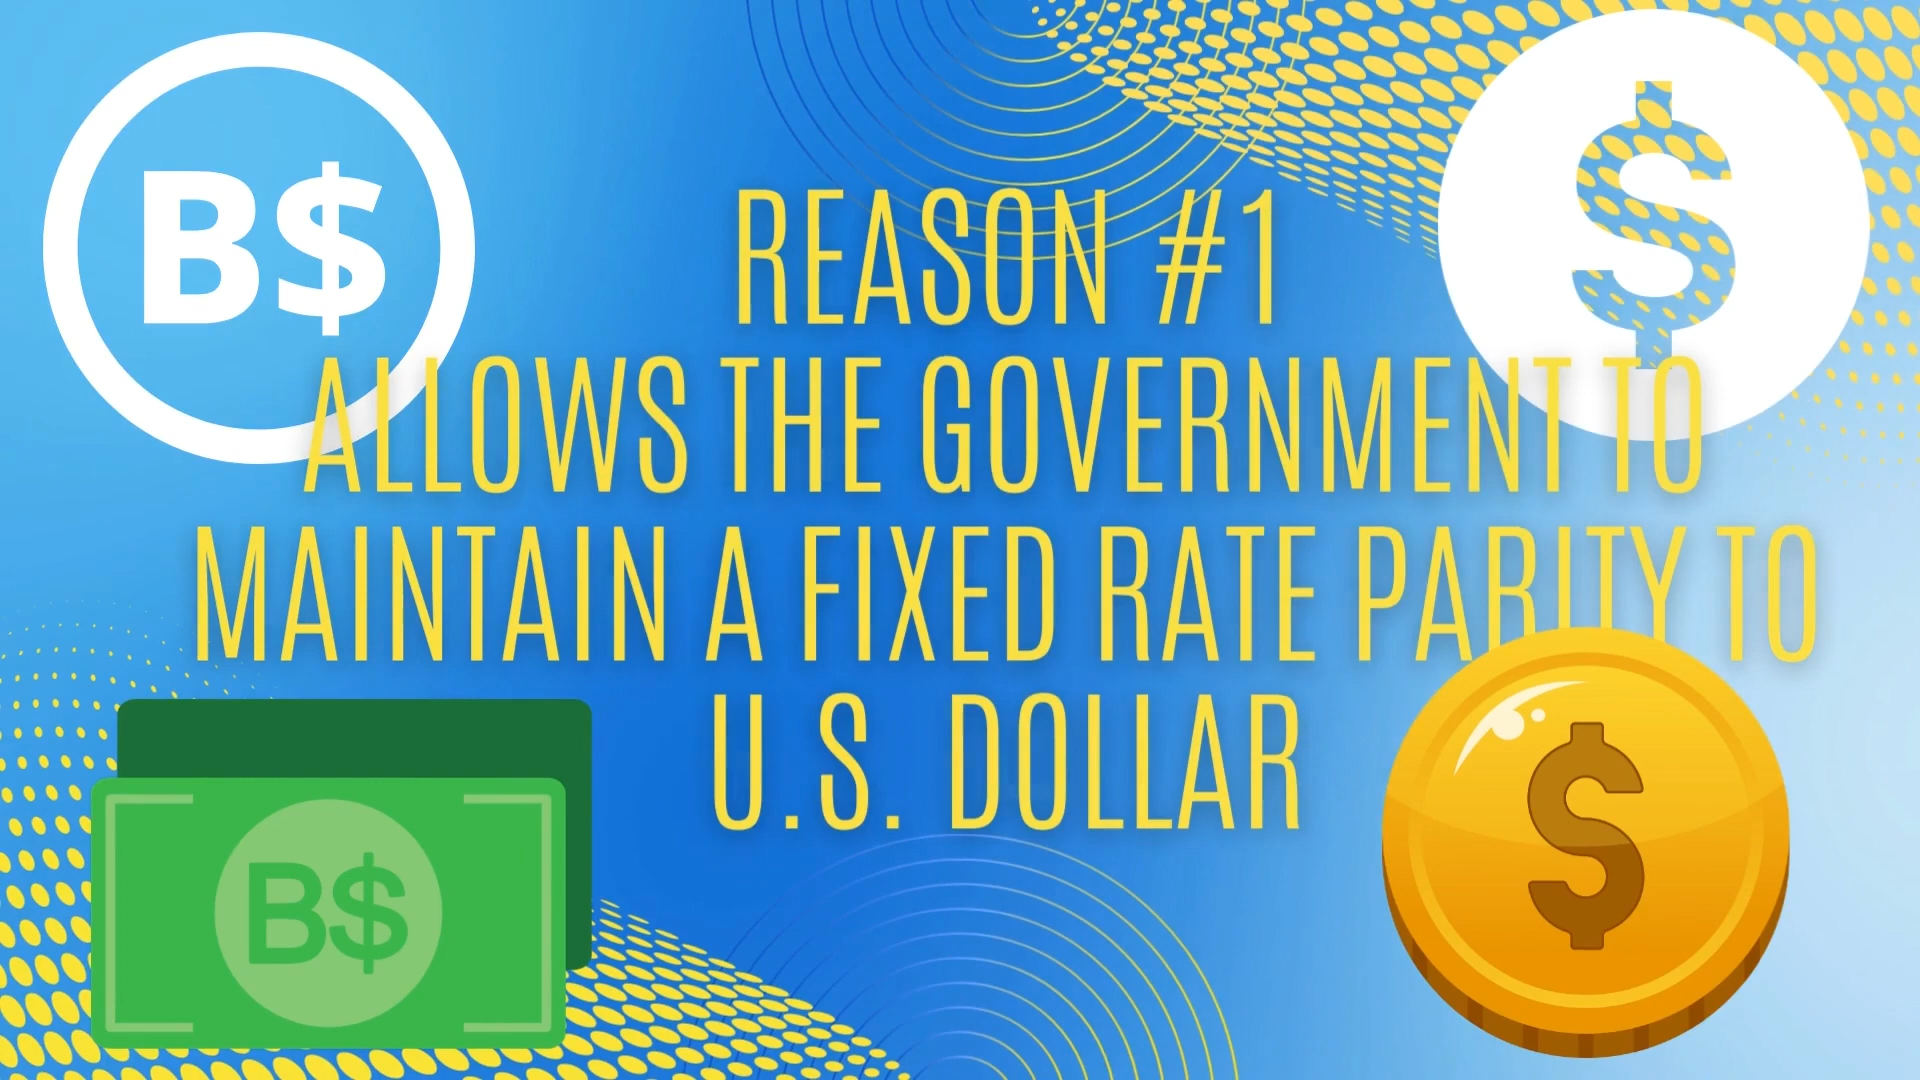 B$
$
REASON #1
ALLOWS THE GOVERNMENT TO
MAINTAIN A FIXED RATE PARITY TO
U.S. DOLLAR
B$
$